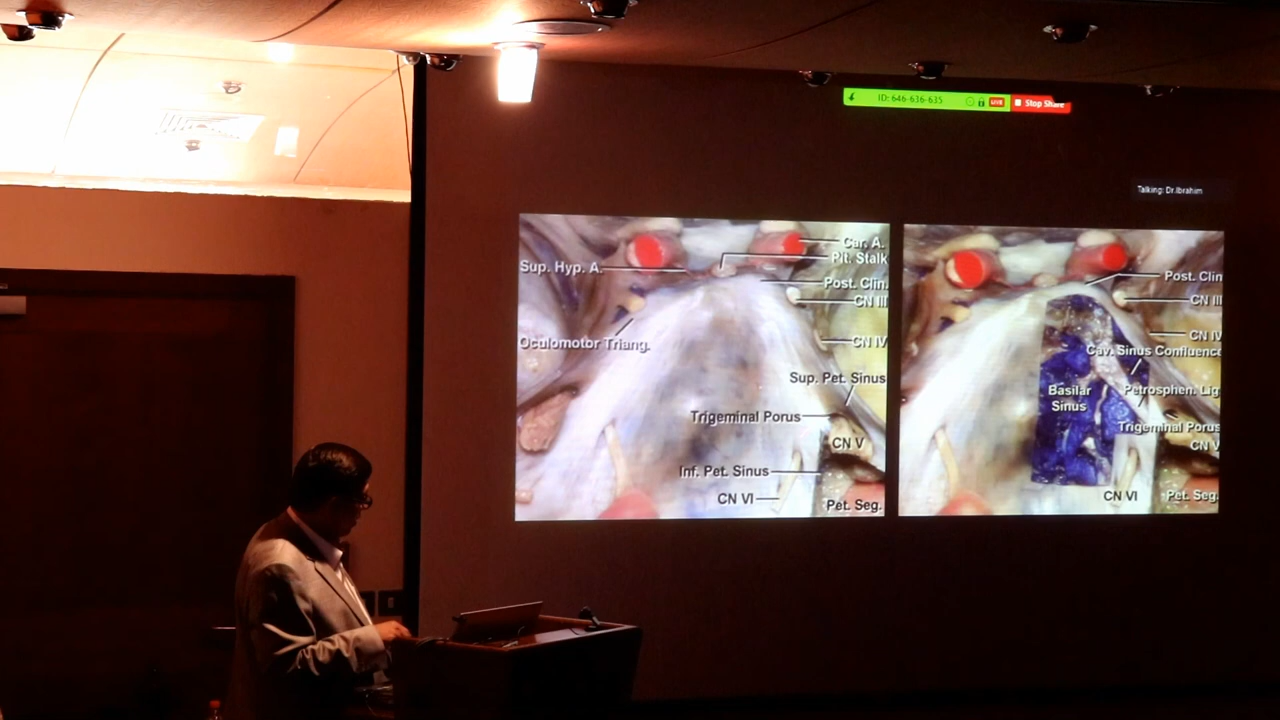 ID: 646-636-635
LIVE
Stop Share
Talking: Dr.Ibrahim
Car. A.
Pit. Stalk
Sup. Hyp. A.
Post. Clin.
CN III
Oculomotor Triang.
CN IV
Sup. Pet. Sinus
Trigeminal Porus
CN V
Inf. Pet. Sinus
CN VI
Pet. Seg.
Post. Clin
CN III
CN IV
Cav. Sinus Confluence
Basilar
Sinus
Petrosphen. Lig
Trigeminal Porus
CN V
CN VI
Pet. Seg.